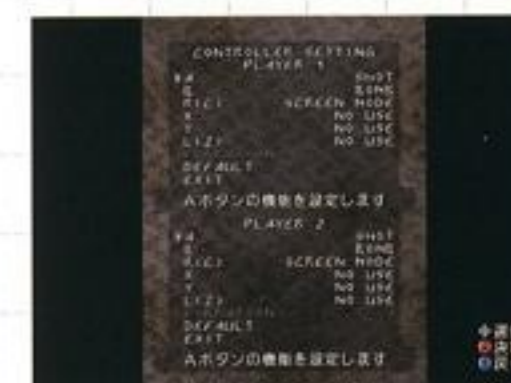 CONTROLLER SETTING
PLAYER 1
A SHOT
B BOMB
R(C) SCREEN MODE
X NO USE
Y NO USE
L(Z) NO USE
DEFAULT
EXIT
Aボタンの機能を設定します
PLAYER 2
A SHOT
B BOMB
R(C) SCREEN MODE
X NO USE
Y NO USE
L(Z) NO USE
DEFAULT
EXIT
Aボタンの機能を設定します